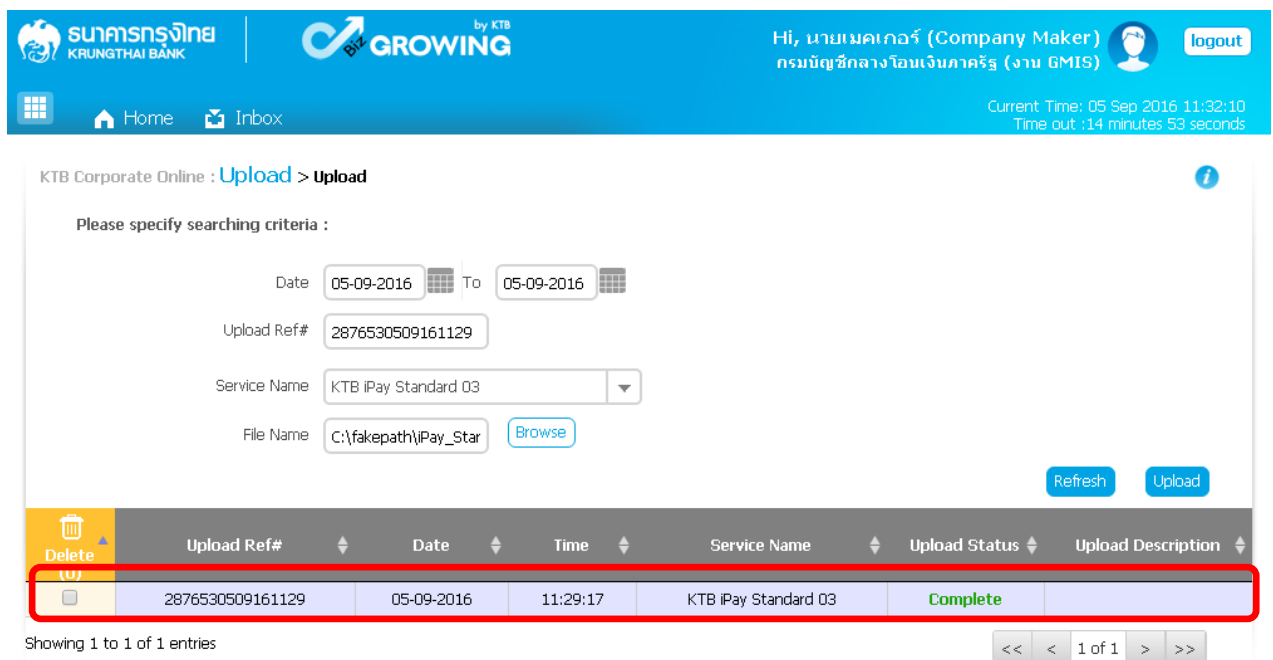 ธนาคารกรุงไทย
KRUNGTHAI BANK
by KTB
Biz GROWING
Hi, นายเมคเกอร์ (Company Maker)
กรมบัญชีกลางโอนเงินภาครัฐ (งาน GMIS)
logout
Home Inbox
Current Time: 05 Sep 2016 11:32:10
Time out :14 minutes 53 seconds
KTB Corporate Online : Upload > Upload
i
Please specify searching criteria :
Date 05-09-2016 To 05-09-2016
Upload Ref# 2876530509161129
Service Name KTB iPay Standard 03
File Name C:\fakepath\iPay_Star Browse
Refresh Upload
Delete (0) Upload Ref# Date Time Service Name Upload Status Upload Description
2876530509161129 05-09-2016 11:29:17 KTB iPay Standard 03 Complete
Showing 1 to 1 of 1 entries << < 1 of 1 > >>